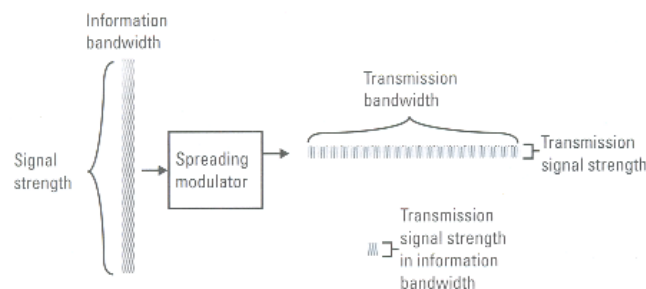 Information
bandwidth
Signal
strength
Spreading
modulator
Transmission
bandwidth
Transmission
signal strength
Transmission
signal strength
in information
bandwidth